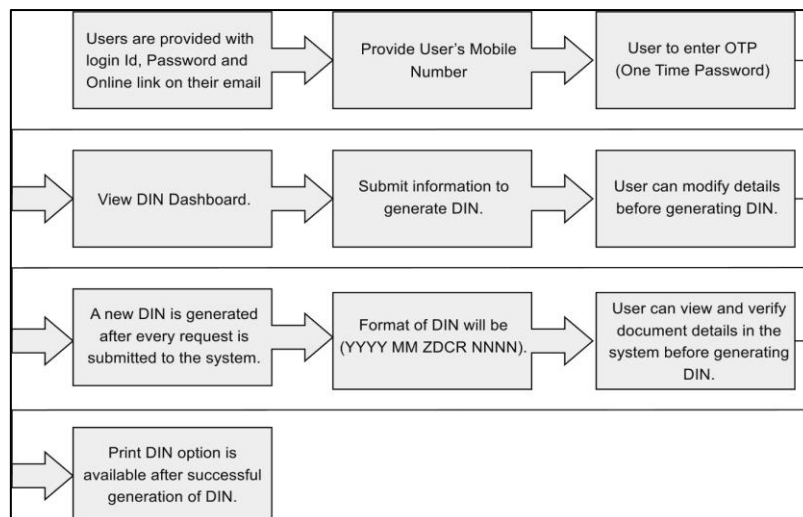 Users are provided with
login Id, Password and
Online link on their email
Provide User's Mobile
Number
User to enter OTP
(One Time Password)
View DIN Dashboard.
Submit information to
generate DIN.
User can modify details
before generating DIN.
A new DIN is generated
after every request is
submitted to the system.
Format of DIN will be
(YYYY MM ZDCR NNNN).
User can view and verify
document details in the
system before generating
DIN.
Print DIN option is
available after successful
generation of DIN.